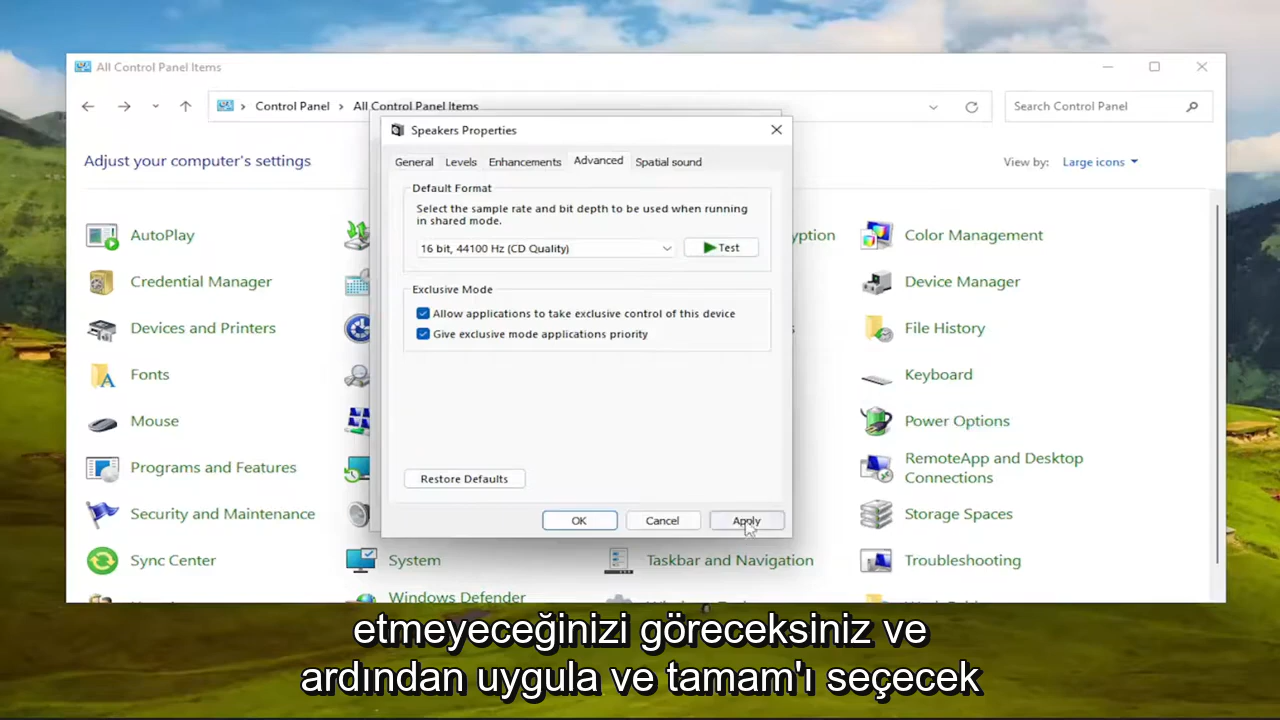 All Control Panel Items
Control Panel › All Control Panel Items
Search Control Panel
Speakers Properties
Adjust your computer's settings
View by: Large icons
General Levels Enhancements Advanced Spatial sound
Default Format
Select the sample rate and bit depth to be used when running
in shared mode.
16 bit, 44100 Hz (CD Quality)
Test
Exclusive Mode
Allow applications to take exclusive control of this device
Give exclusive mode applications priority
Restore Defaults
OK Cancel Apply
AutoPlay
Color Management
Credential Manager
Device Manager
Devices and Printers
File History
Fonts
Keyboard
Mouse
Power Options
Programs and Features
RemoteApp and Desktop
Connections
Security and Maintenance
Storage Spaces
Sync Center
System
Taskbar and Navigation
Troubleshooting
Windows Defender
etmeyeceğinizi göreceksiniz ve
ardından uygula ve tamam'ı seçecek